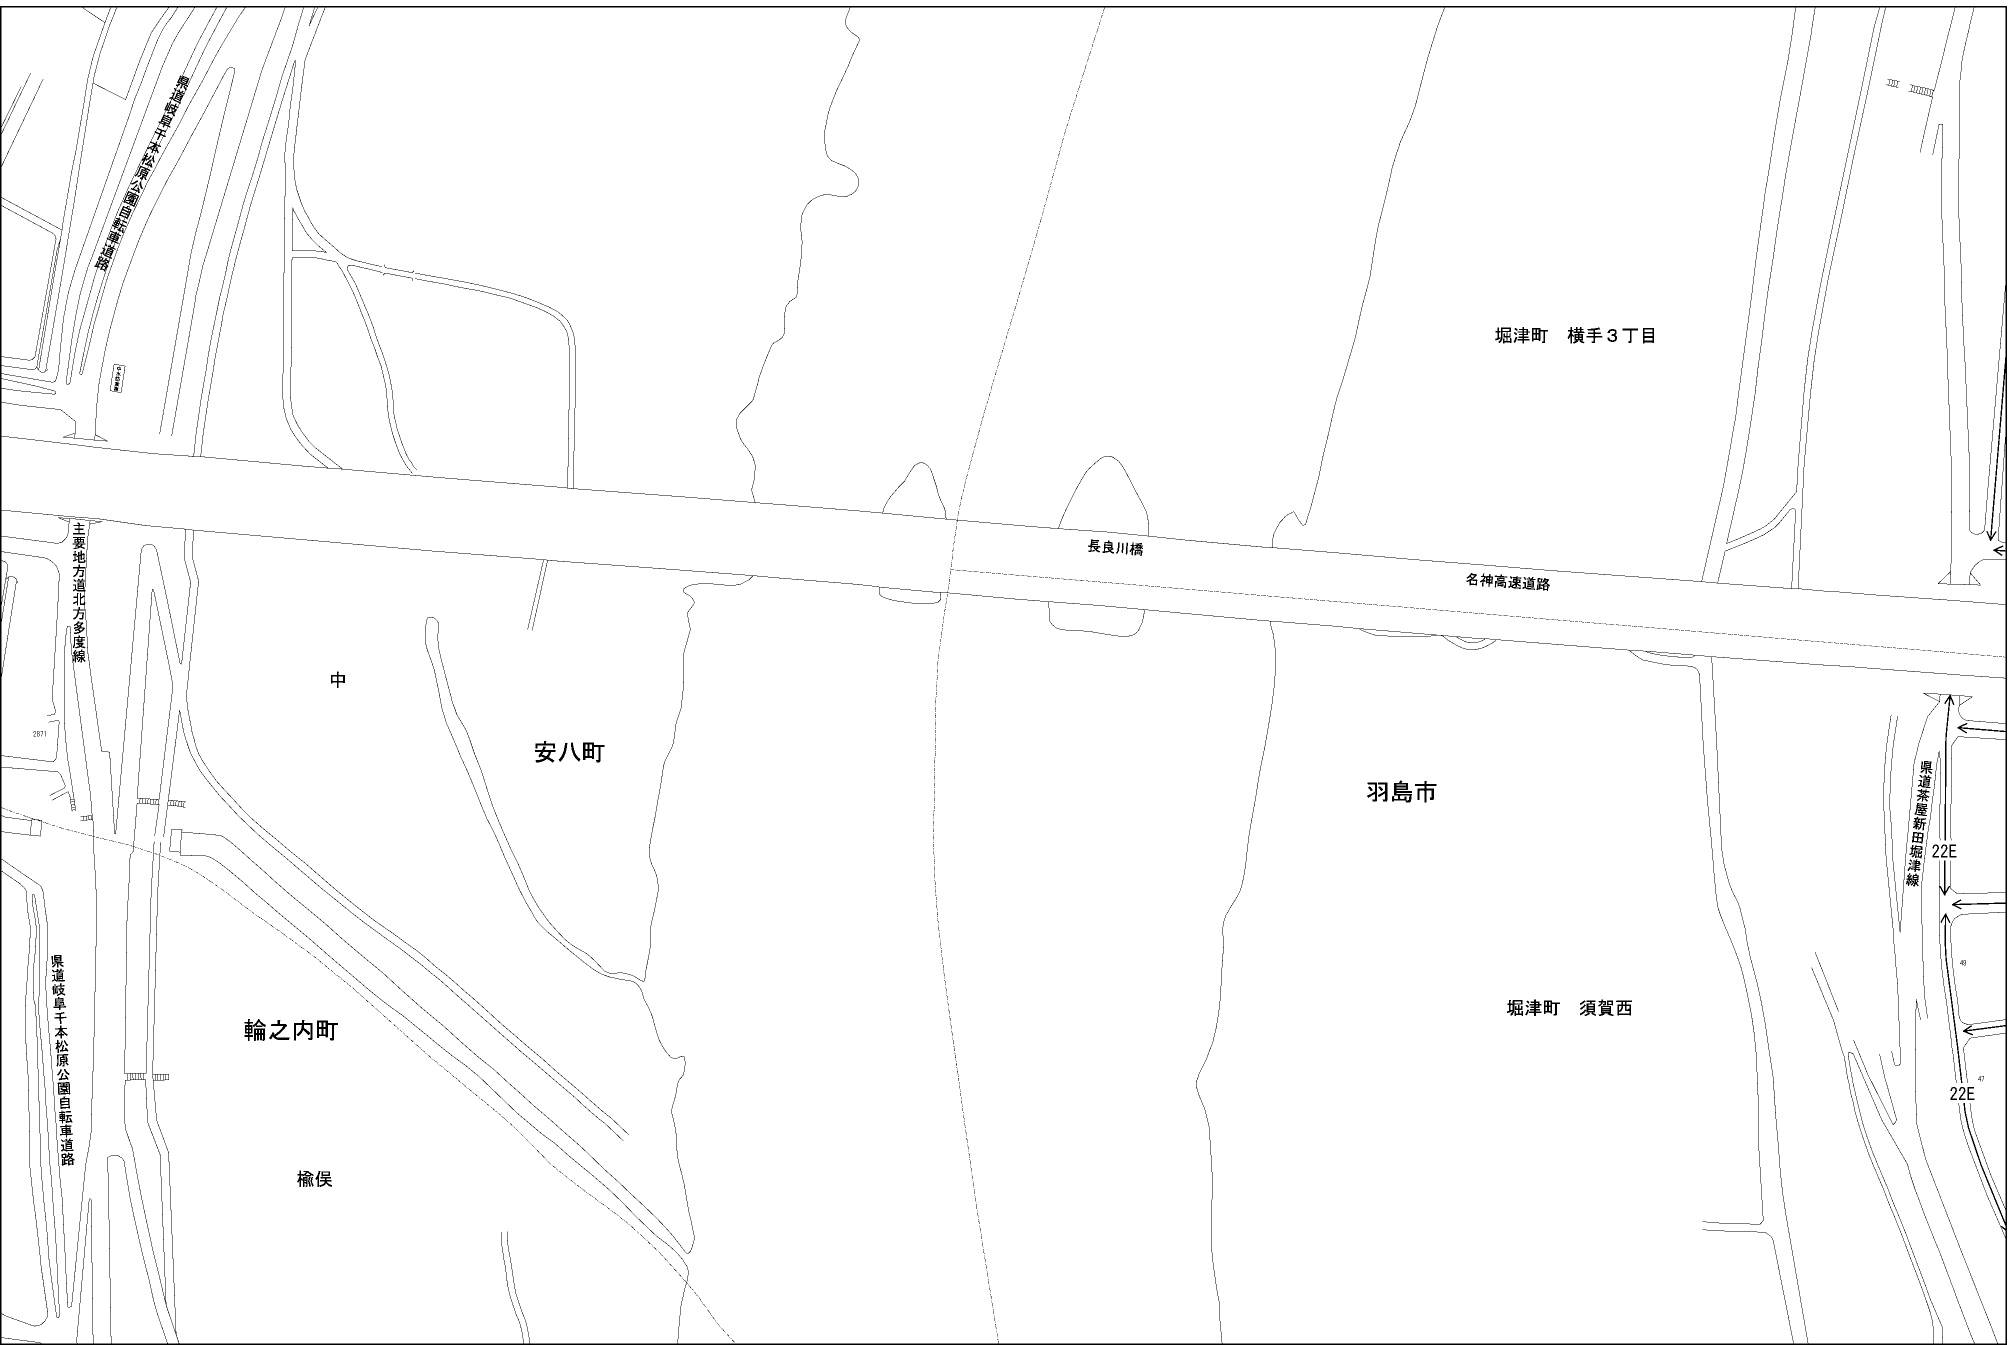 県道岐阜千本松原公園自転車道路
堀津町　横手３丁目
長良川橋
名神高速道路
主要地方道北方多度線
中
2871
安八町
羽島市
県道茶屋新田堀津線
22E
県道岐阜千本松原公園自転車道路
49
輪之内町
堀津町　須賀西
47
22E
楡俣